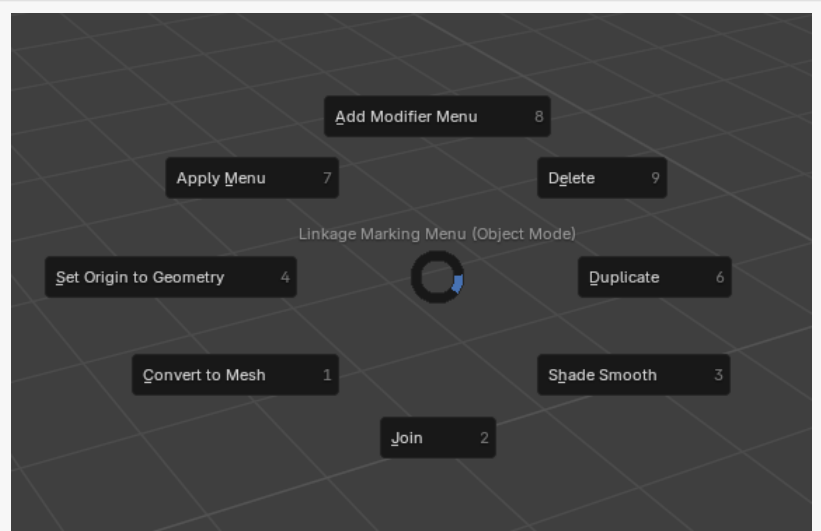 Add Modifier Menu 8
Apply Menu 7
Delete 9
Linkage Marking Menu (Object Mode)
Set Origin to Geometry 4
Duplicate 6
Convert to Mesh 1
Shade Smooth 3
Join 2